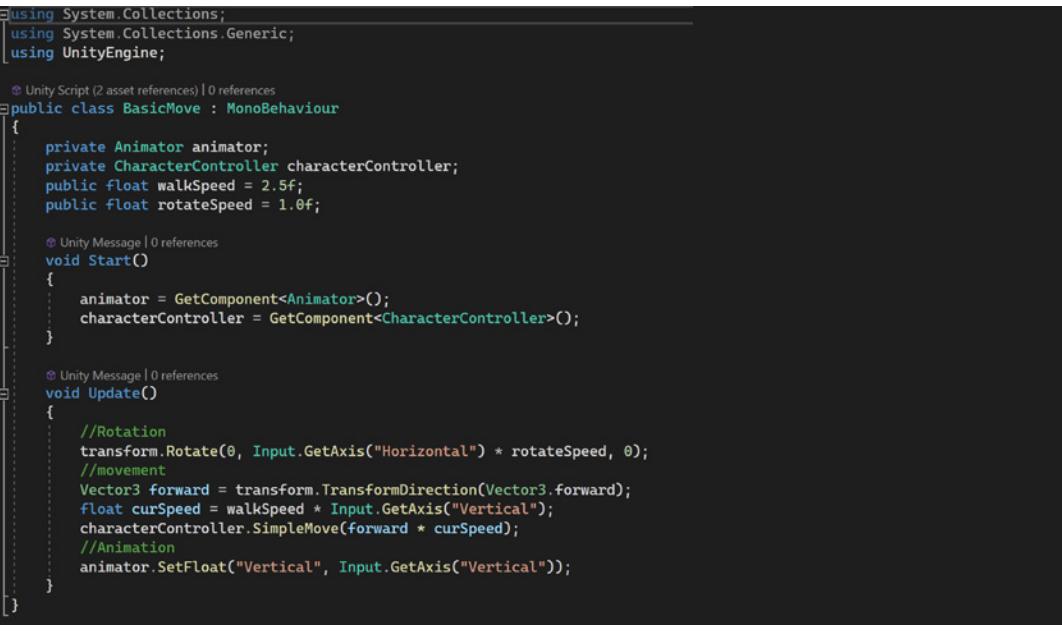 using System.Collections;
using System.Collections.Generic;
using UnityEngine;
Unity Script (2 asset references) | 0 references
public class BasicMove : MonoBehaviour
{
private Animator animator;
private CharacterController characterController;
public float walkSpeed = 2.5f;
public float rotateSpeed = 1.0f;
Unity Message | 0 references
void Start()
{
animator = GetComponent<Animator>();
characterController = GetComponent<CharacterController>();
}
Unity Message | 0 references
void Update()
{
//Rotation
transform.Rotate(0, Input.GetAxis("Horizontal") * rotateSpeed, 0);
//movement
Vector3 forward = transform.TransformDirection(Vector3.forward);
float curSpeed = walkSpeed * Input.GetAxis("Vertical");
characterController.SimpleMove(forward * curSpeed);
//Animation
animator.SetFloat("Vertical", Input.GetAxis("Vertical"));
}
}